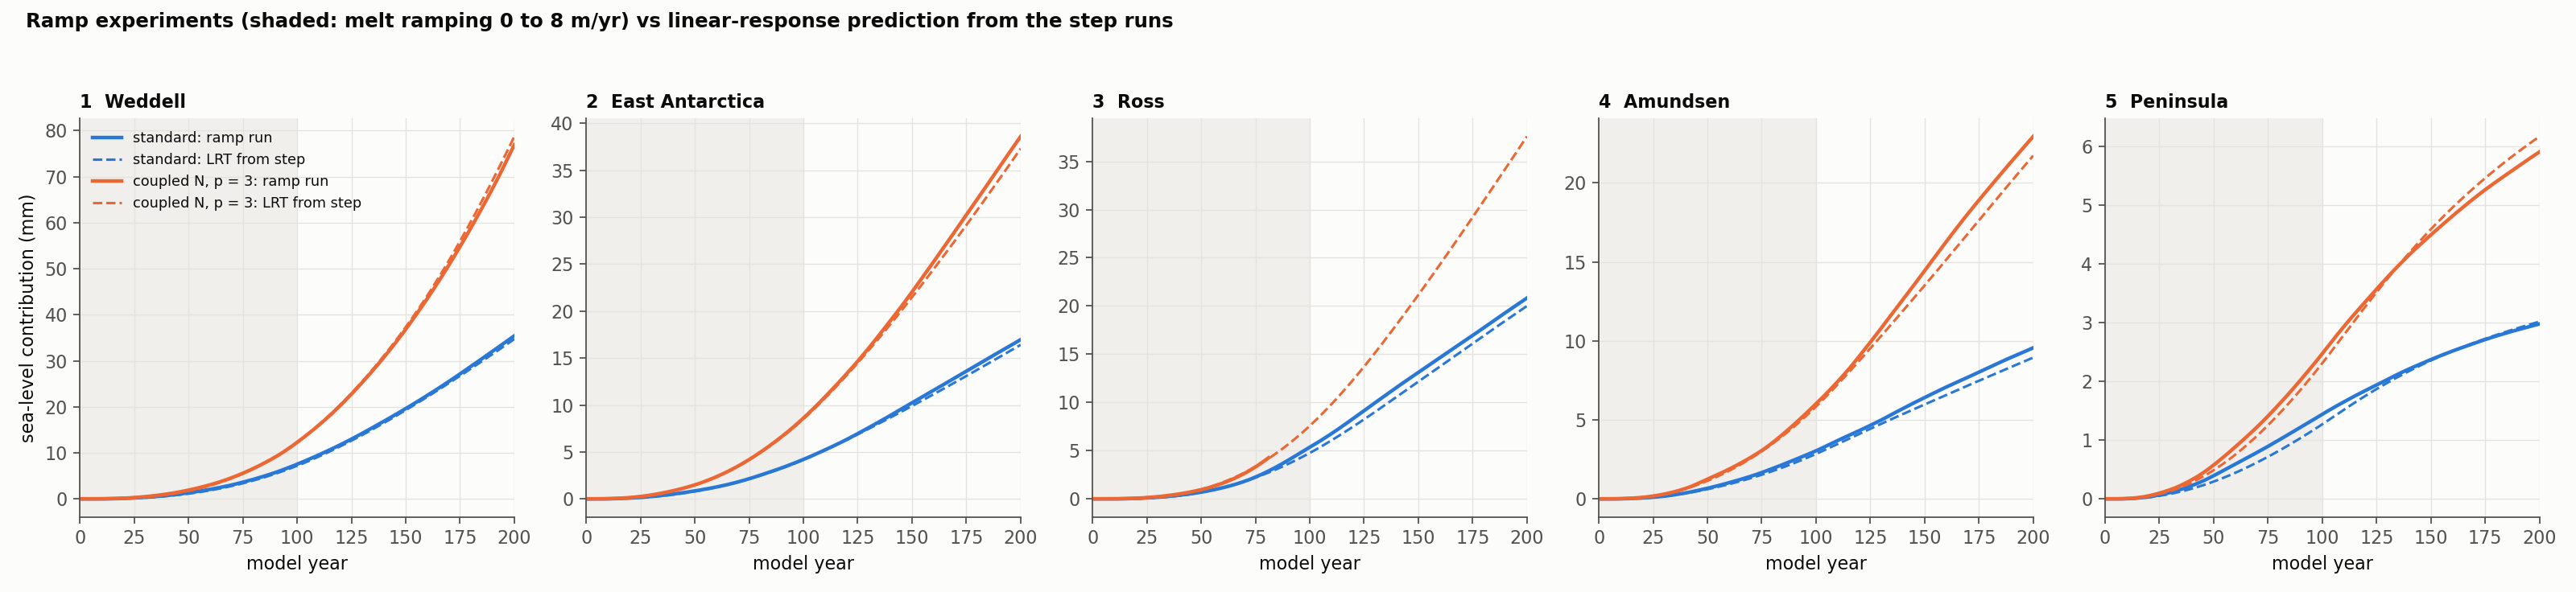 Ramp experiments (shaded: melt ramping 0 to 8 m/yr) vs linear-response prediction from the step runs
1 Weddell
2 East Antarctica
3 Ross
4 Amundsen
5 Peninsula
standard: ramp run
standard: LRT from step
coupled N, p = 3: ramp run
coupled N, p = 3: LRT from step
sea-level contribution (mm)
80
70
60
50
40
30
20
10
0
0 25 50 75 100 125 150 175 200
model year
40
35
30
25
20
15
10
5
0
0 25 50 75 100 125 150 175 200
model year
35
30
25
20
15
10
5
0
0 25 50 75 100 125 150 175 200
model year
20
15
10
5
0
0 25 50 75 100 125 150 175 200
model year
6
5
4
3
2
1
0
0 25 50 75 100 125 150 175 200
model year